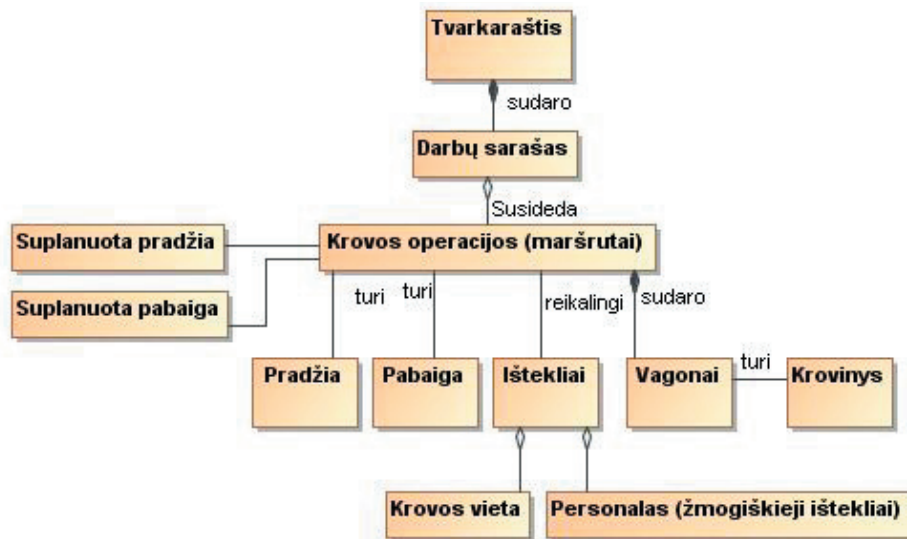 Tvarkaraštis
sudaro
Darbų sarašas
Susideda
Suplanuota pradžia
Krovos operacijos (maršrutai)
Suplanuota pabaiga
turi
turi
reikalingi
sudaro
Pradžia
Pabaiga
Ištekliai
Vagonai
turi
Krovinys
Krovos vieta
Personalas (žmogiškieji ištekliai)